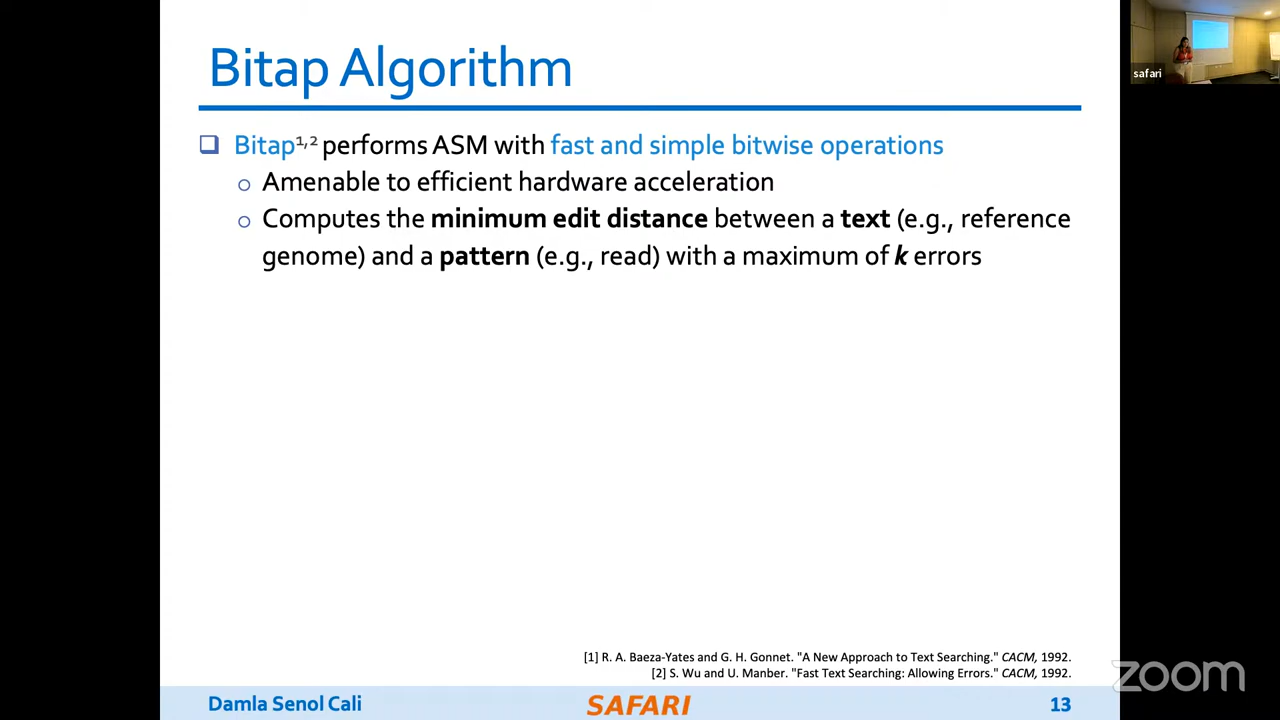 Bitap Algorithm
safari
❑ Bitap1,2 performs ASM with fast and simple bitwise operations
o Amenable to efficient hardware acceleration
o Computes the minimum edit distance between a text (e.g., reference
genome) and a pattern (e.g., read) with a maximum of k errors
[1] R. A. Baeza-Yates and G. H. Gonnet. "A New Approach to Text Searching." CACM, 1992.
[2] S. Wu and U. Manber. "Fast Text Searching: Allowing Errors." CACM, 1992.
zoom
Damla Senol Cali SAFARI 13